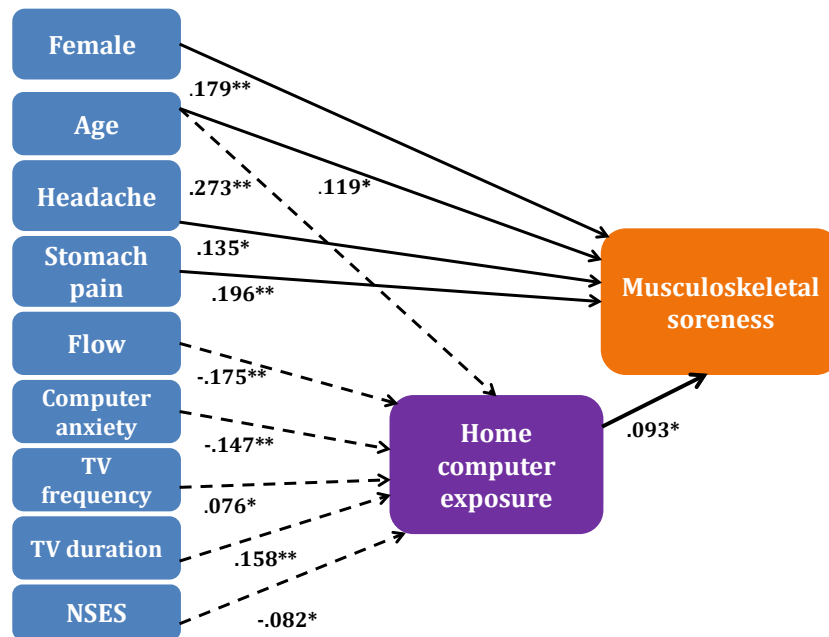 Female
.179**
Age
Headache
.273**
.119*
Stomach
pain
.135*
.196**
Musculoskeletal
soreness
Flow
-.175**
Computer
anxiety
-.147**
Home
computer
exposure
.093*
TV
frequency
.076*
TV duration
.158**
NSES
-.082*